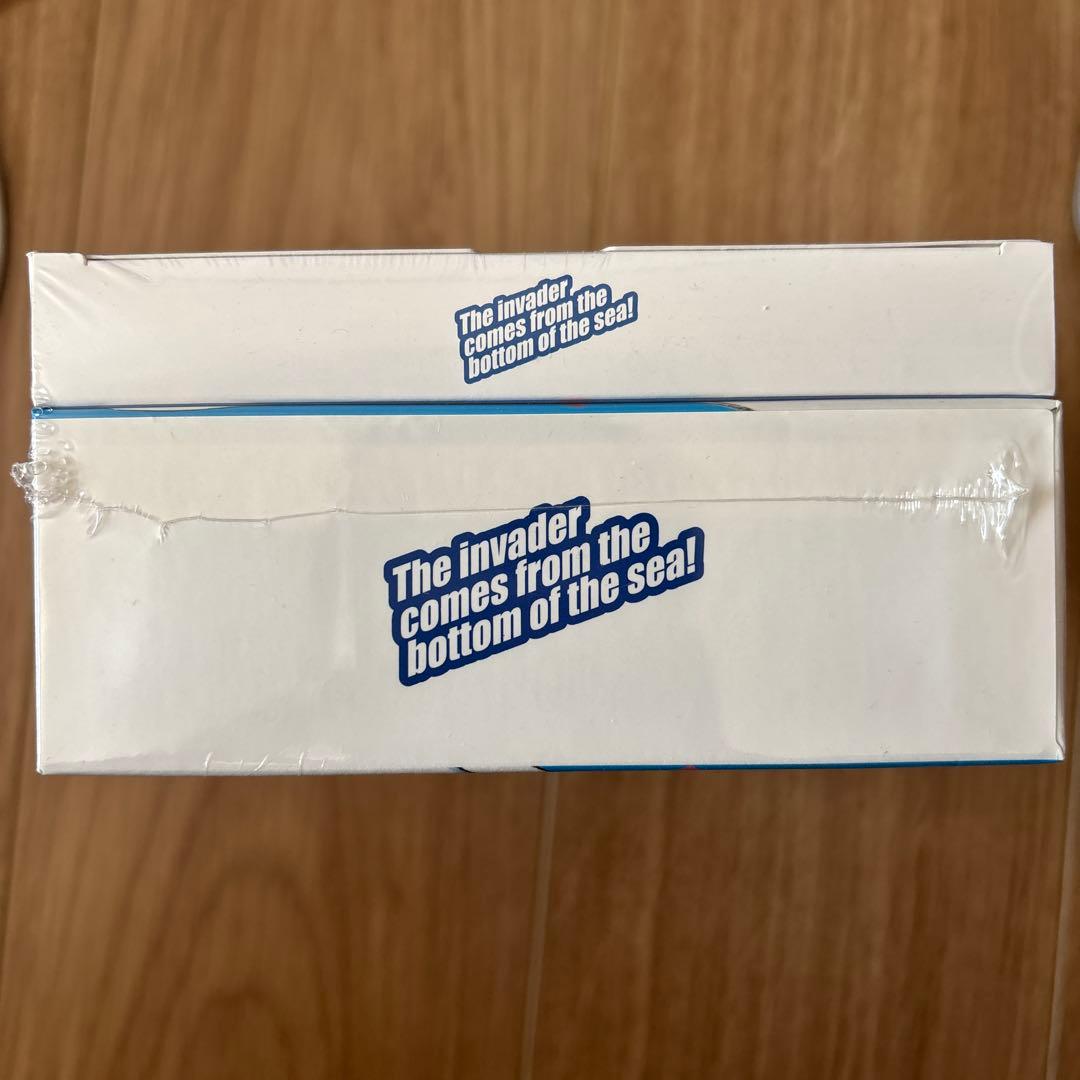 The invader
comes from the
bottom of the sea!
The invader
comes from the
bottom of the sea!